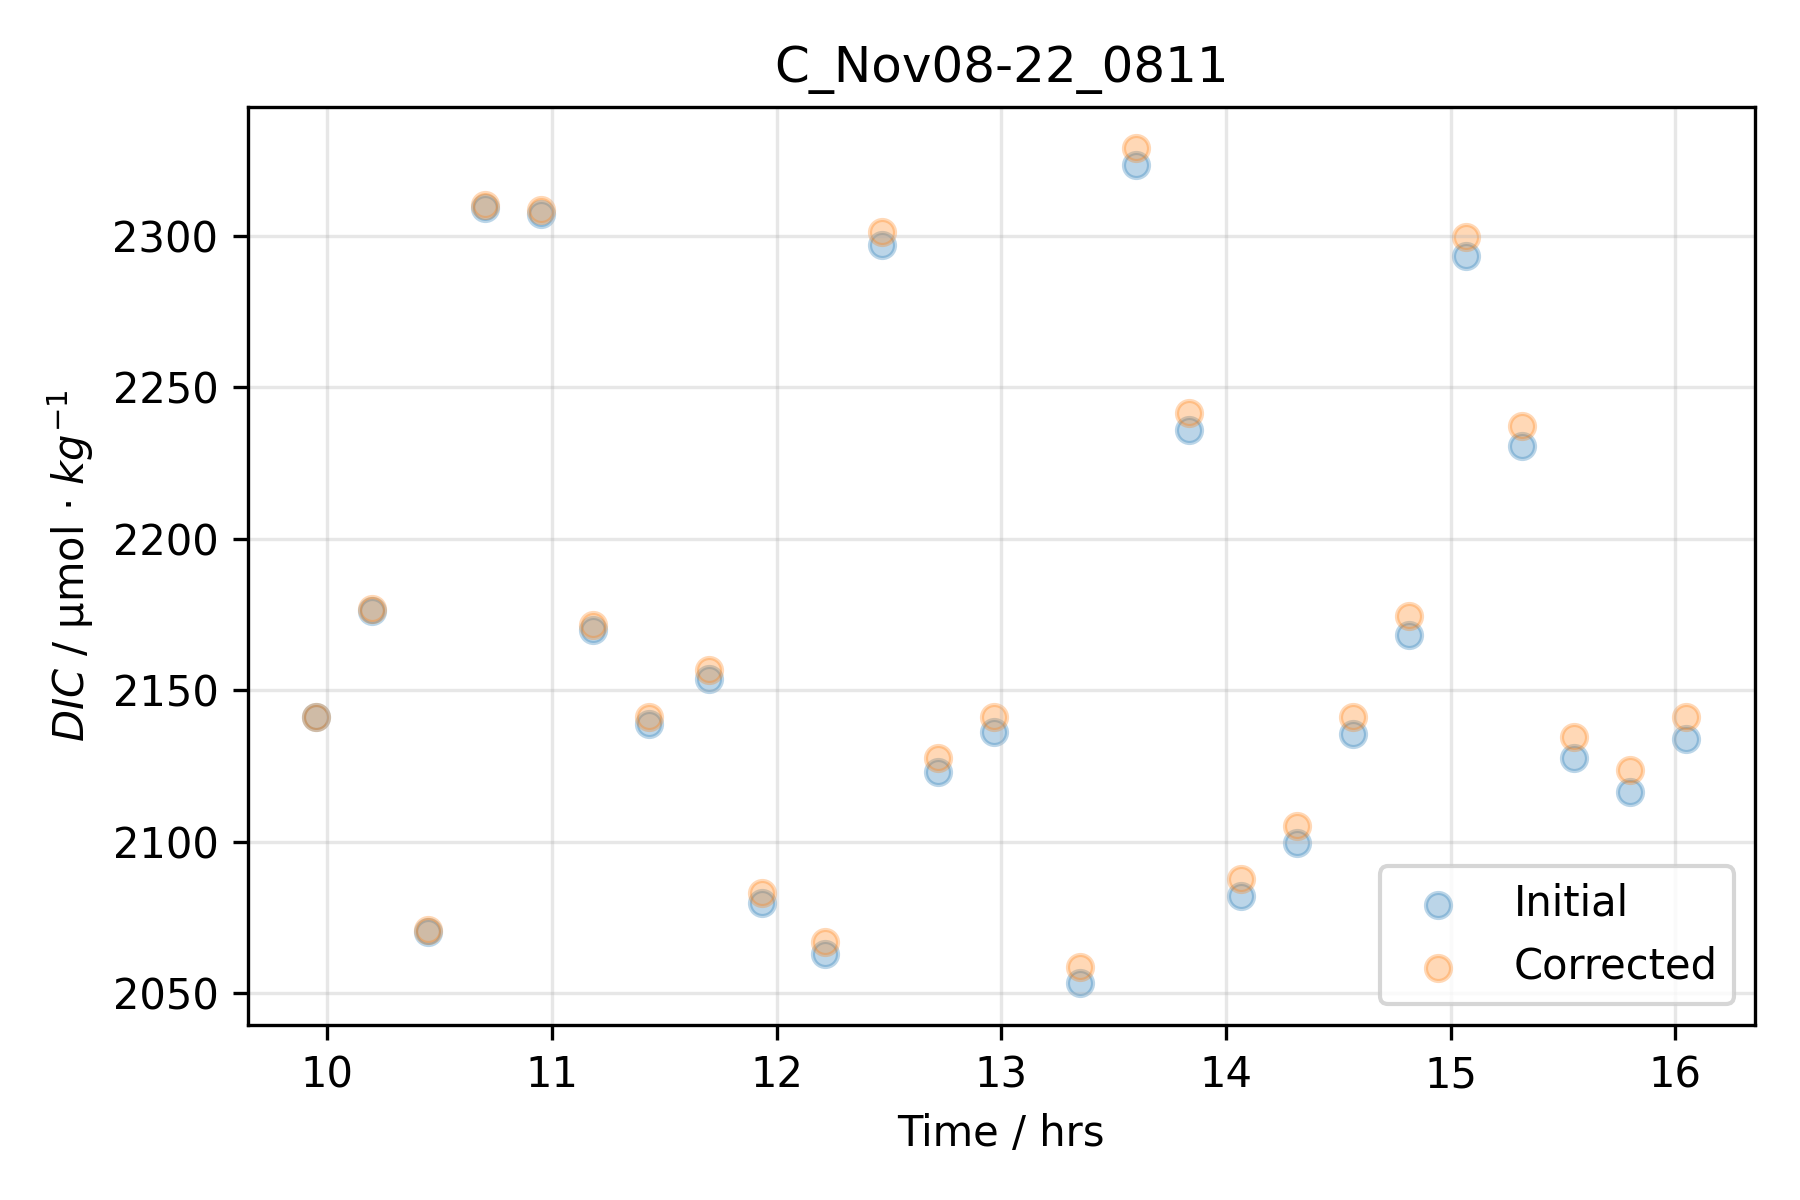 C_Nov08-22_0811
2300
2250
2200
2150
2100
2050
DIC / µmol · kg⁻¹
10 11 12 13 14 15 16
Time / hrs
Initial
Corrected